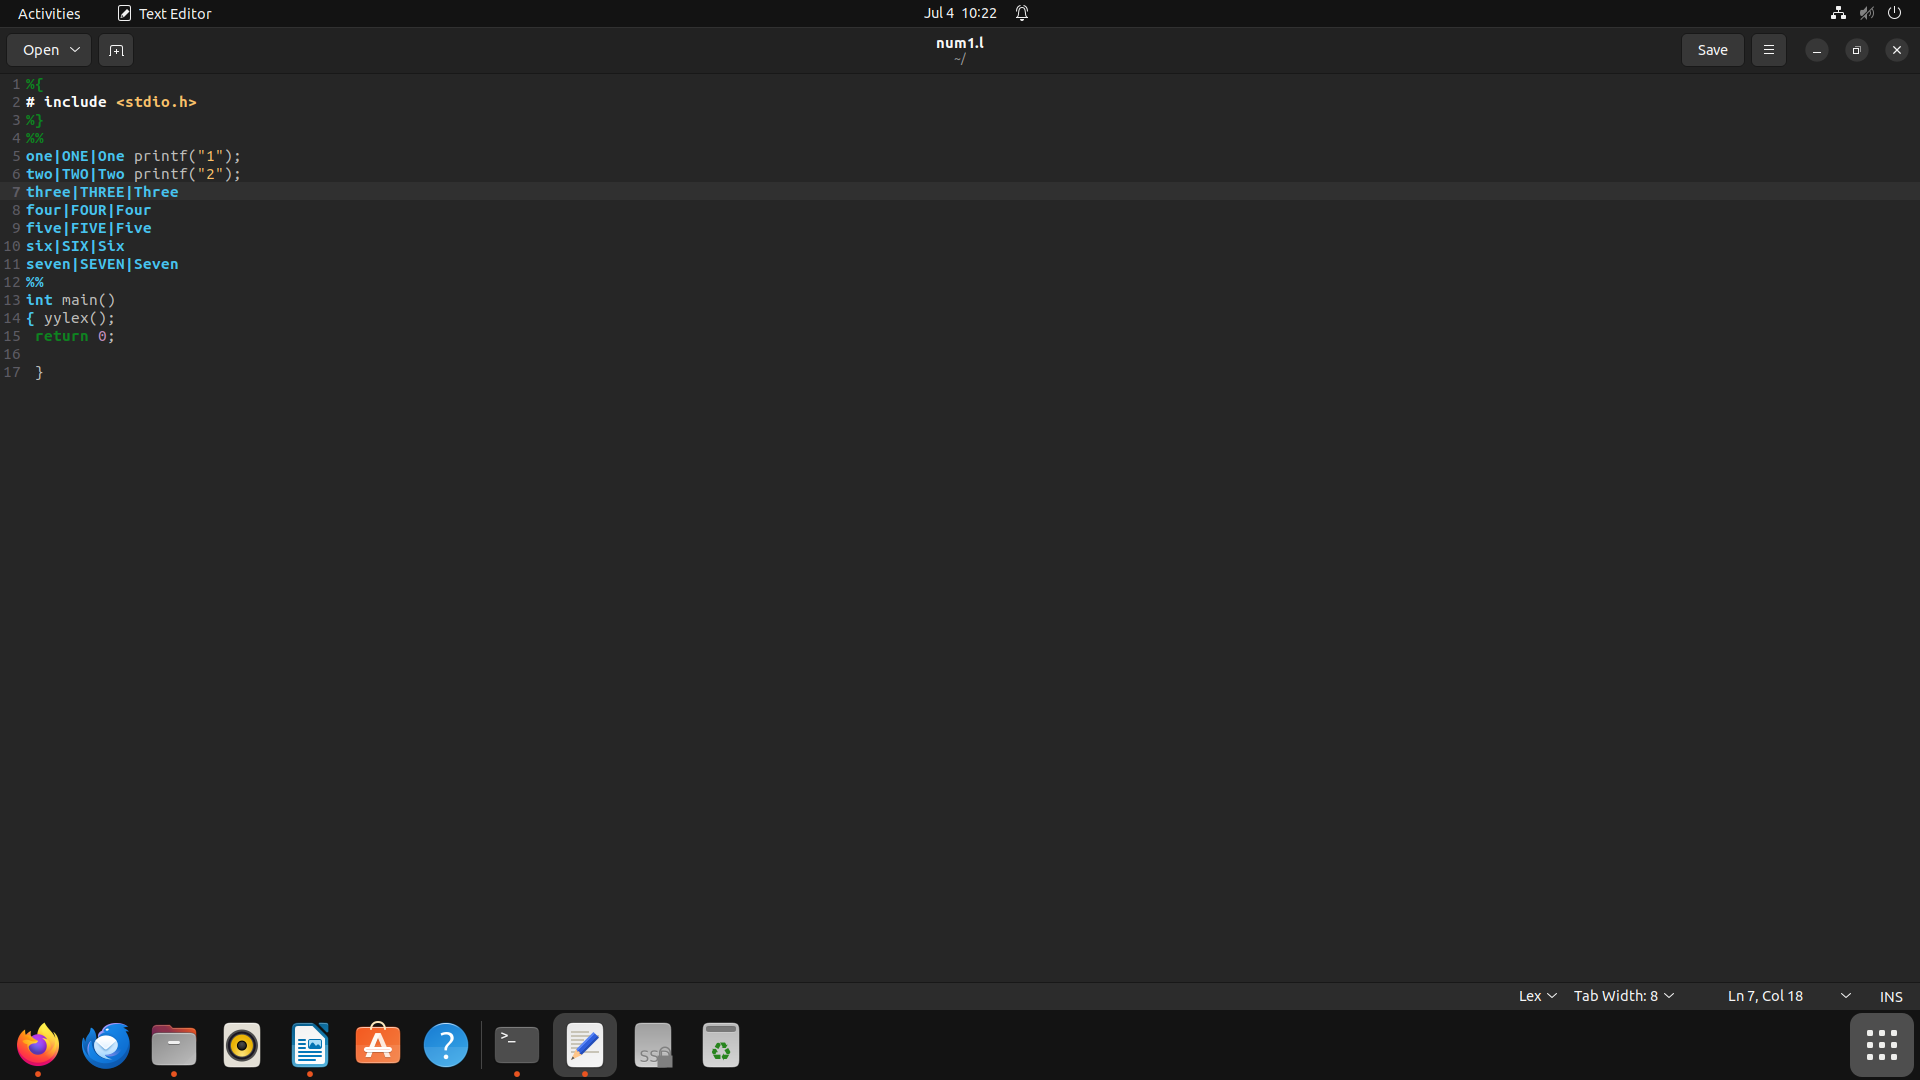 Activities Text Editor Jul 4 10:22
Open num1.l Save
~/
1 %{
2 # include <stdio.h>
3 %}
4 %%
5 one|ONE|One printf("1");
6 two|TWO|Two printf("2");
7 three|THREE|Three
8 four|FOUR|Four
9 five|FIVE|Five
10 six|SIX|Six
11 seven|SEVEN|Seven
12 %%
13 int main()
14 { yylex();
15 return 0;
16
17 }
Lex Tab Width: 8 Ln 7, Col 18 INS
>_ ? SS